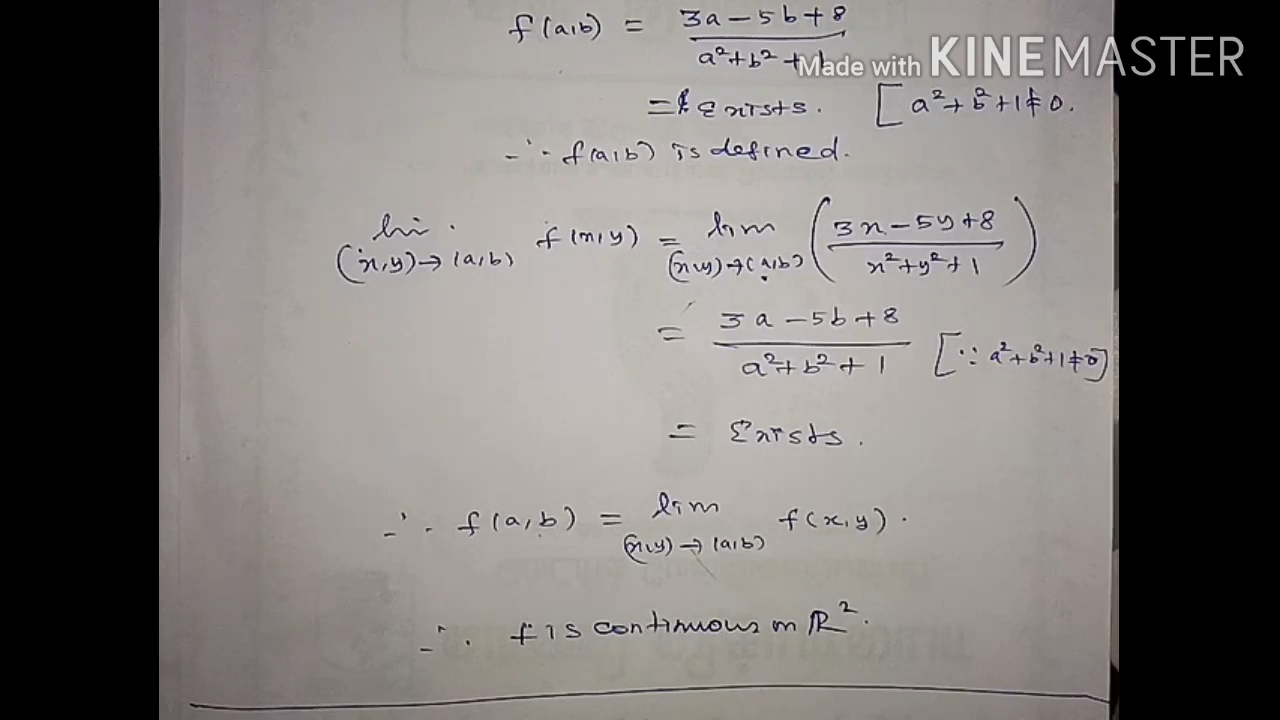 f(a,b) = 3a-5b+8 / a²+b²+1
Made with KINEMASTER
= Exists. [a²+b²+1≠0.
∴ f(a,b) is defined.
lim (x,y)→(a,b) f(x,y) = lim (x,y)→(a,b) (3x-5y+8 / x²+y²+1)
= 3a-5b+8 / a²+b²+1 [∵ a²+b²+1≠0]
= Exists.
∴ f(a,b) = lim (x,y)→(a,b) f(x,y).
∴ f is continuous on R².